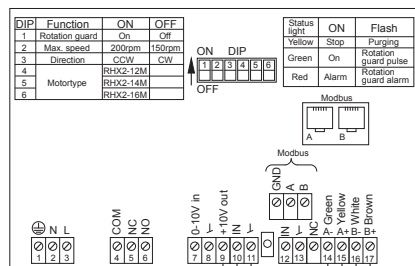 DIP Function ON OFF
1 Rotation guard On Off
2 Max. speed 200rpm 150rpm
3 Direction CCW CW
4 RHX2-12M
5 Motortype RHX2-14M
6 RHX2-16M
ON DIP
1 2 3 4 5 6
OFF
Status light ON Flash
Yellow Stop Purging
Green On Rotation guard pulse
Red Alarm Rotation guard alarm
Modbus
A B
Modbus
GND A B
N L
COM NC NO
0-10V in
+10V out
IN
IN
NC
Green A-
Yellow A+
White B-
Brown B+
1 2 3
4 5 6
7 8 9 10 11
12 13 14 15 16 17